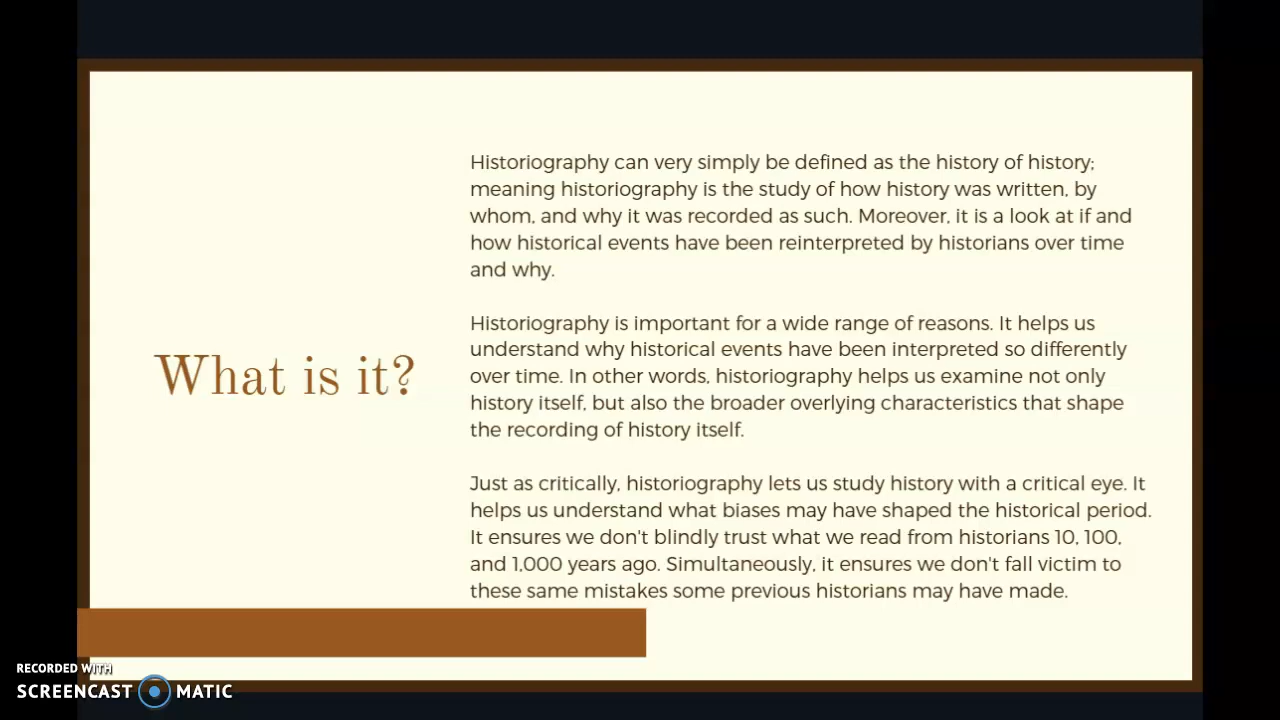 What is it?
Historiography can very simply be defined as the history of history;
meaning historiography is the study of how history was written, by
whom, and why it was recorded as such. Moreover, it is a look at if and
how historical events have been reinterpreted by historians over time
and why.
Historiography is important for a wide range of reasons. It helps us
understand why historical events have been interpreted so differently
over time. In other words, historiography helps us examine not only
history itself, but also the broader overlying characteristics that shape
the recording of history itself.
Just as critically, historiography lets us study history with a critical eye. It
helps us understand what biases may have shaped the historical period.
It ensures we don't blindly trust what we read from historians 10, 100,
and 1,000 years ago. Simultaneously, it ensures we don't fall victim to
these same mistakes some previous historians may have made.
RECORDED WITH
SCREENCAST MATIC